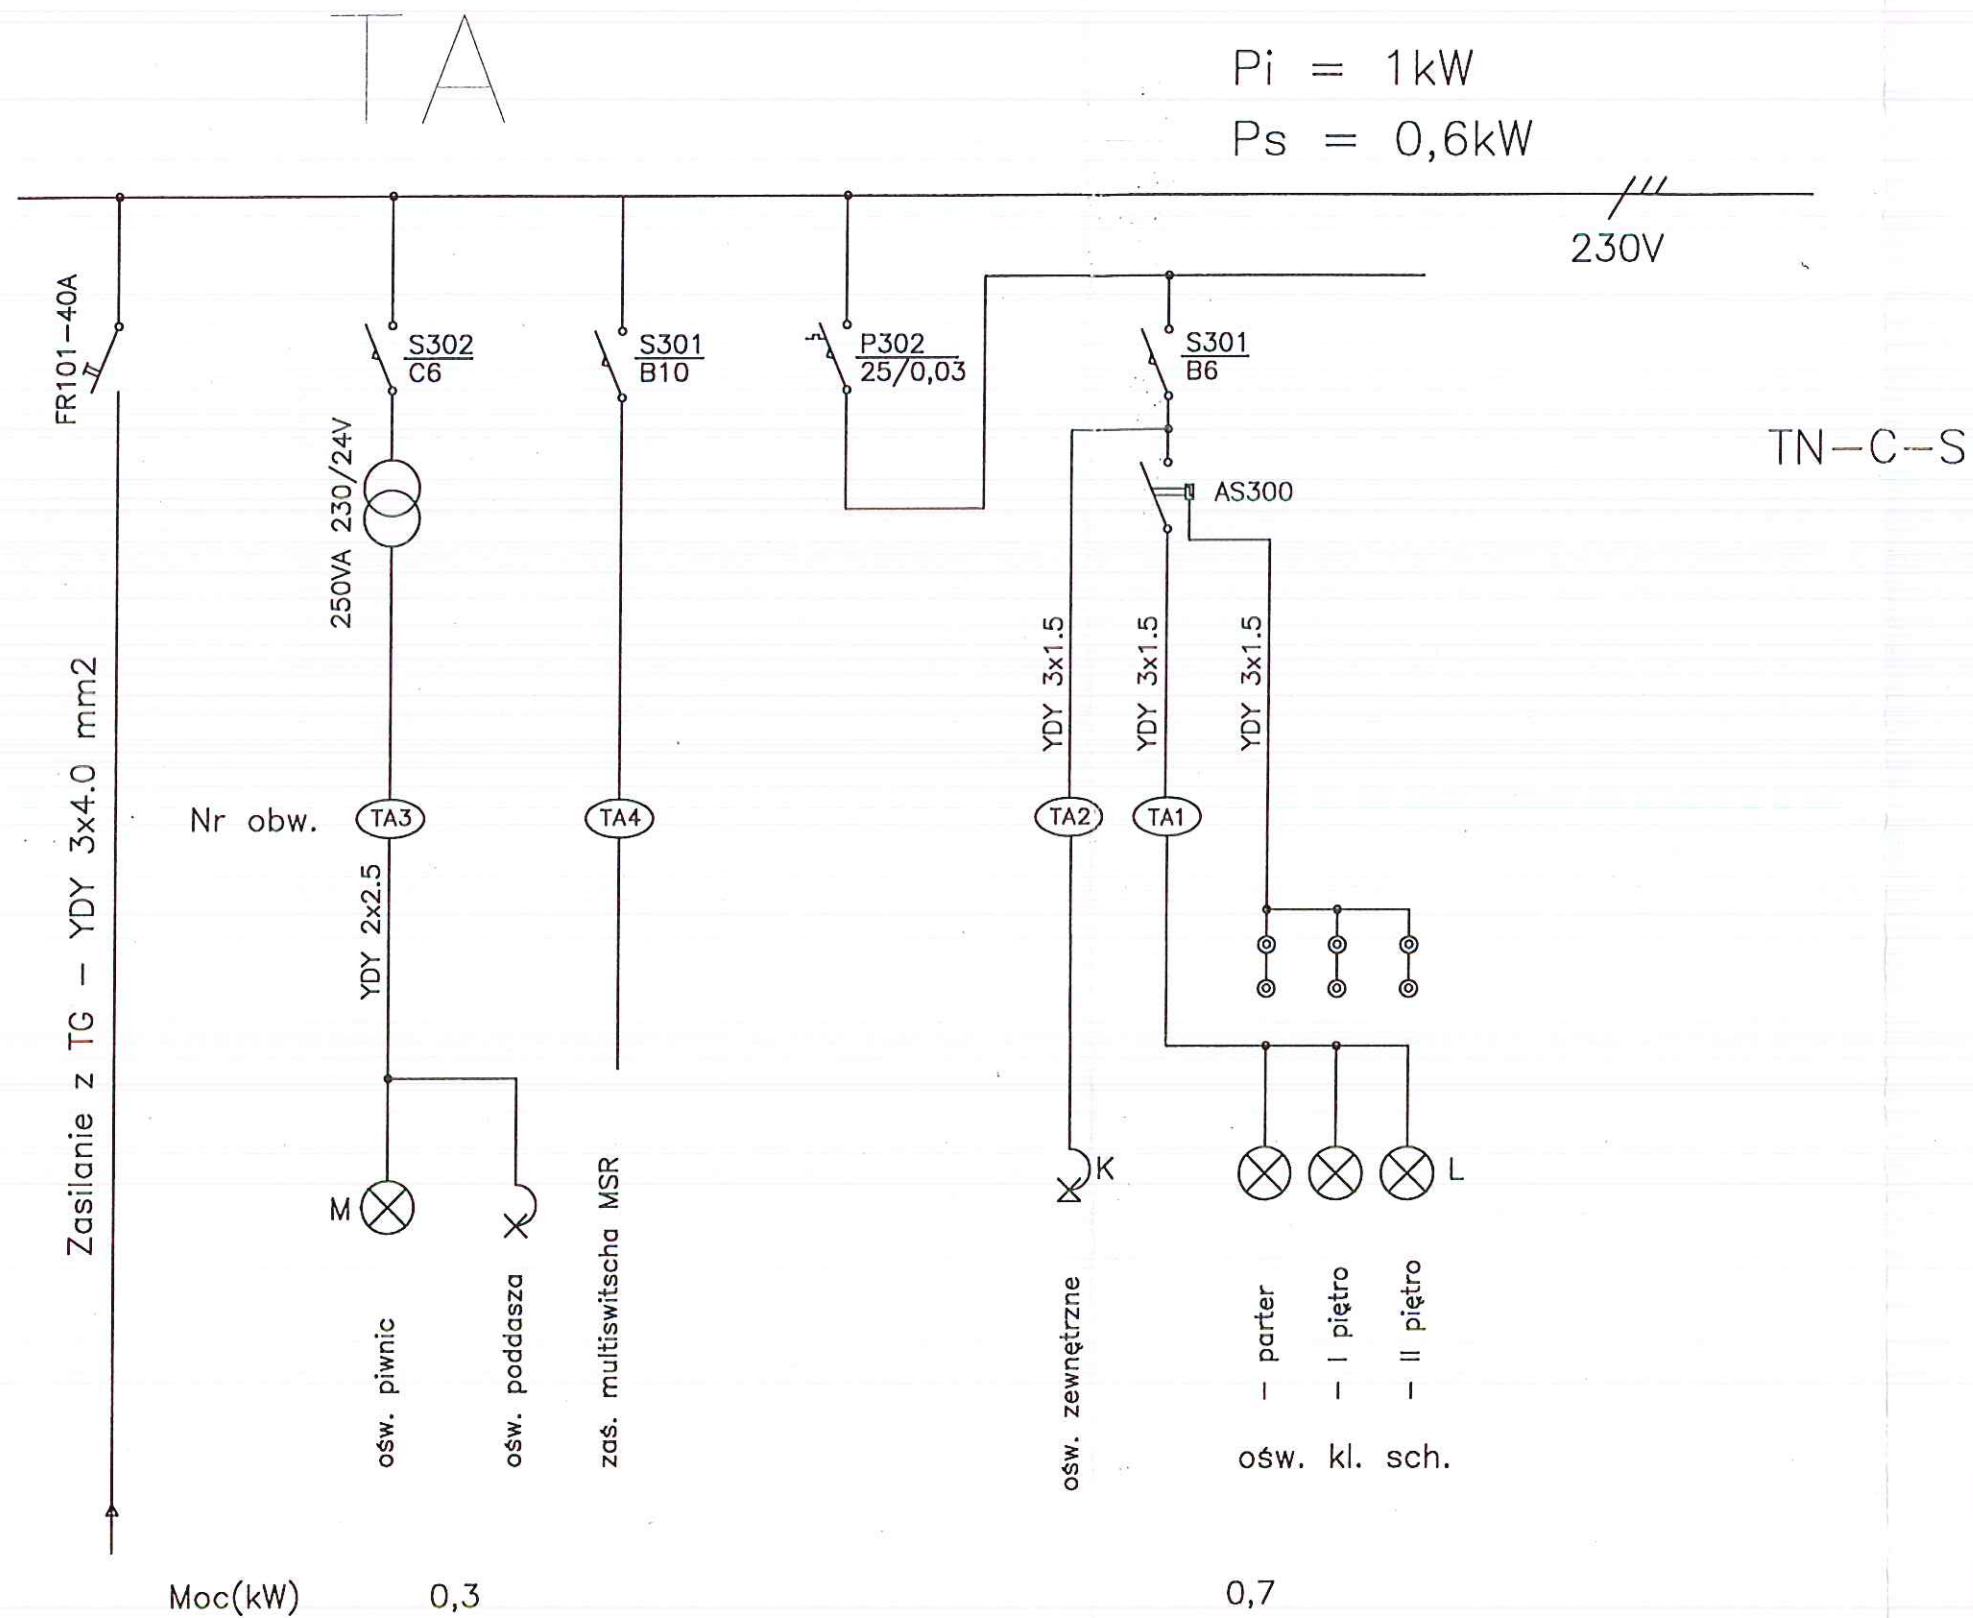 TA
Pi = 1kW
Ps = 0,6kW
230V
FR101-40A
S302
C6
S301
B10
P302
25/0,03
S301
B6
TN-C-S
250VA 230/24V
AS300
YDY 3x1.5
YDY 3x1.5
YDY 3x1.5
Zasilanie z TG - YDY 3x4.0 mm2
Nr obw.
TA3
TA4
TA2
TA1
YDY 2x2.5
M
K
L
ośw. piwnic
ośw. poddasza
zaś. multiswitscha MSR
ośw. zewnętrzne
- parter
- I piętro
- II piętro
ośw. kl. sch.
Moc(kW) 0,3 0,7